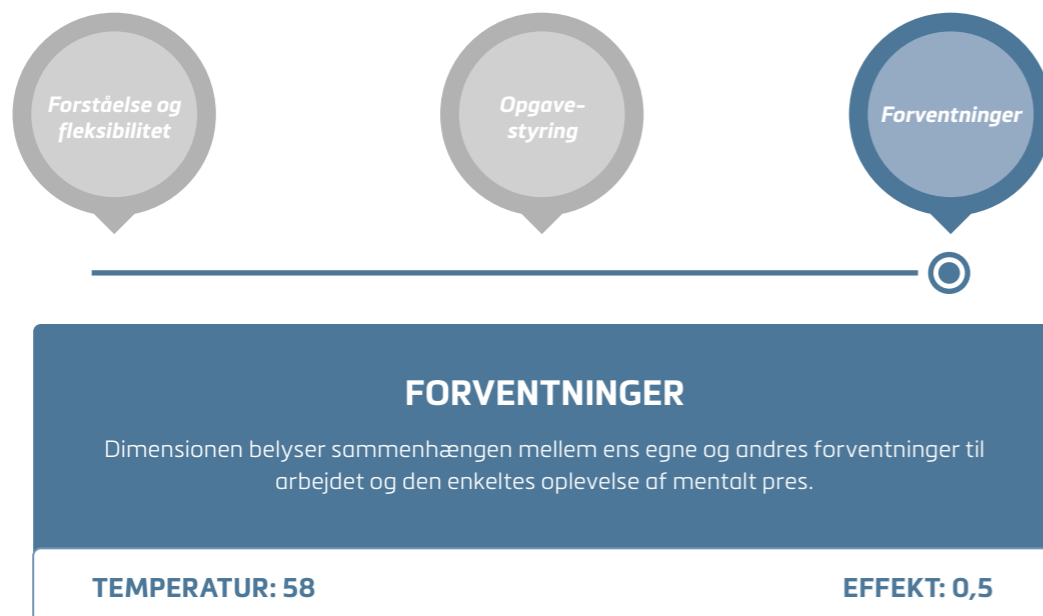 Forståelse og
fleksibilitet
Opgave-
styring
Forventninger
FORVENTNINGER
Dimensionen belyser sammenhængen mellem ens egne og andres forventninger til
arbejdet og den enkeltes oplevelse af mentalt pres.
TEMPERATUR: 58
EFFEKT: 0,5